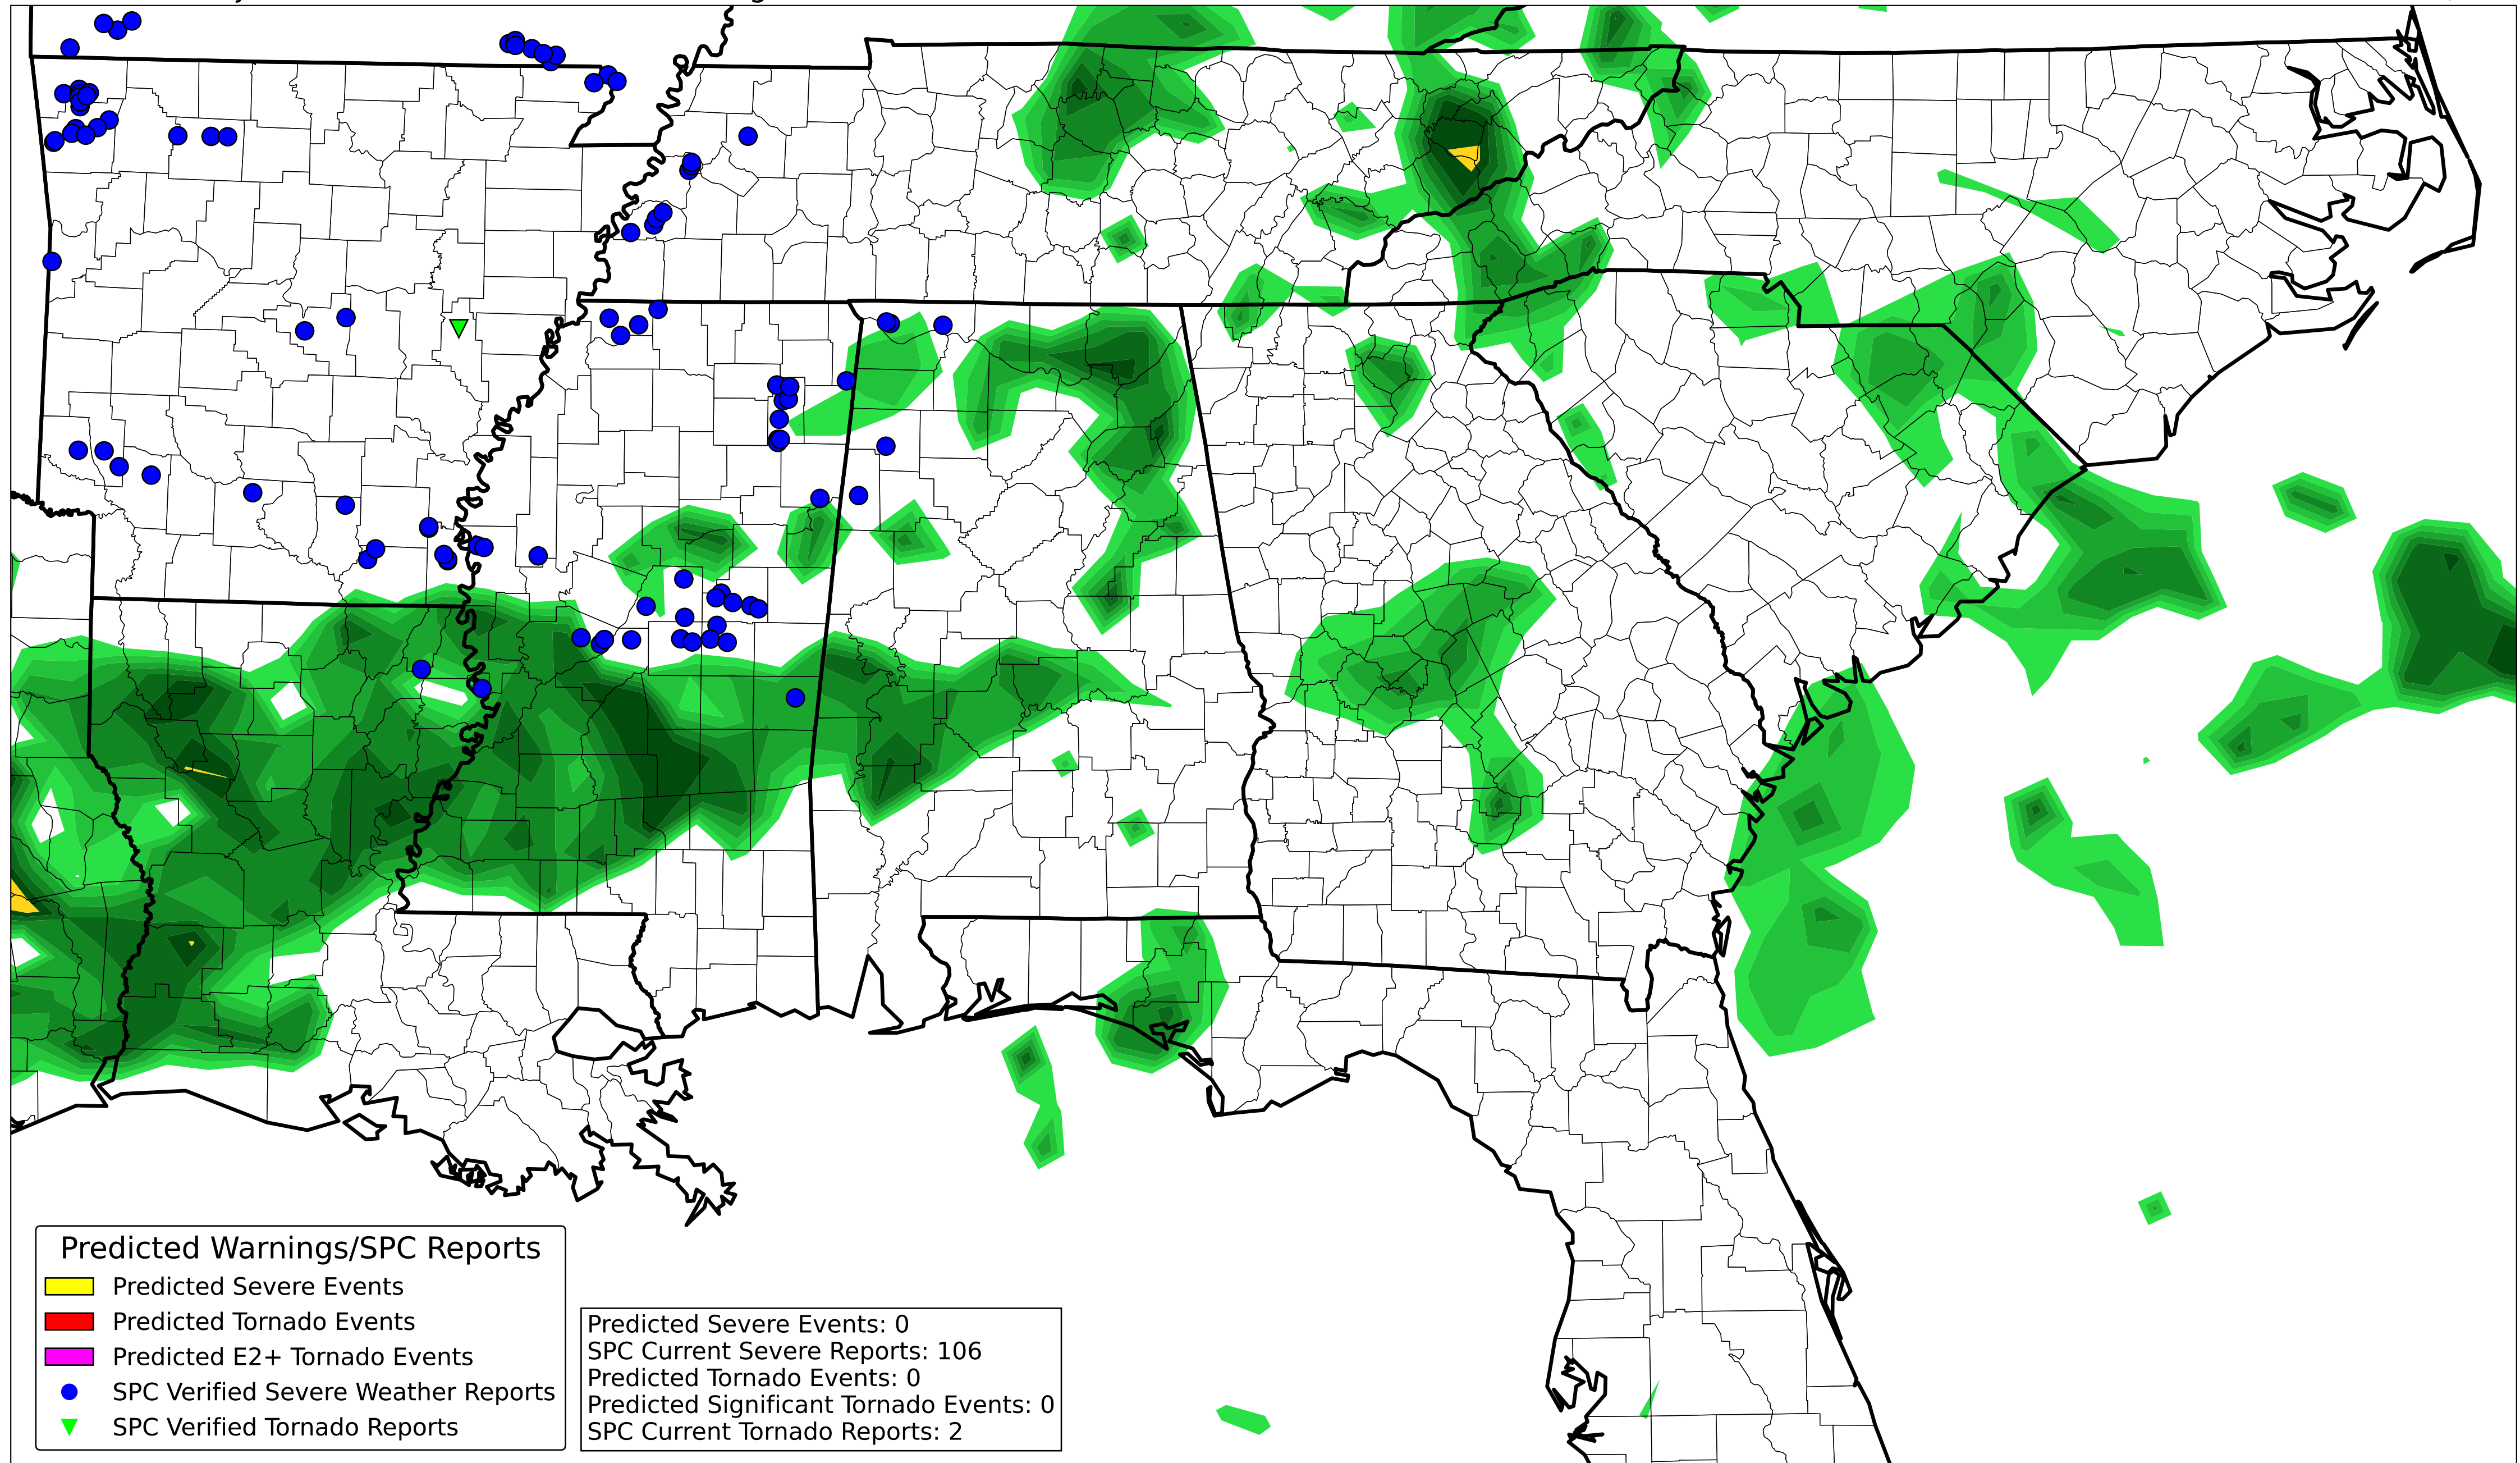 Predicted Warnings/SPC Reports
Predicted Severe Events
Predicted Tornado Events
Predicted E2+ Tornado Events
SPC Verified Severe Weather Reports
SPC Verified Tornado Reports
Predicted Severe Events: 0
SPC Current Severe Reports: 106
Predicted Tornado Events: 0
Predicted Significant Tornado Events: 0
SPC Current Tornado Reports: 2